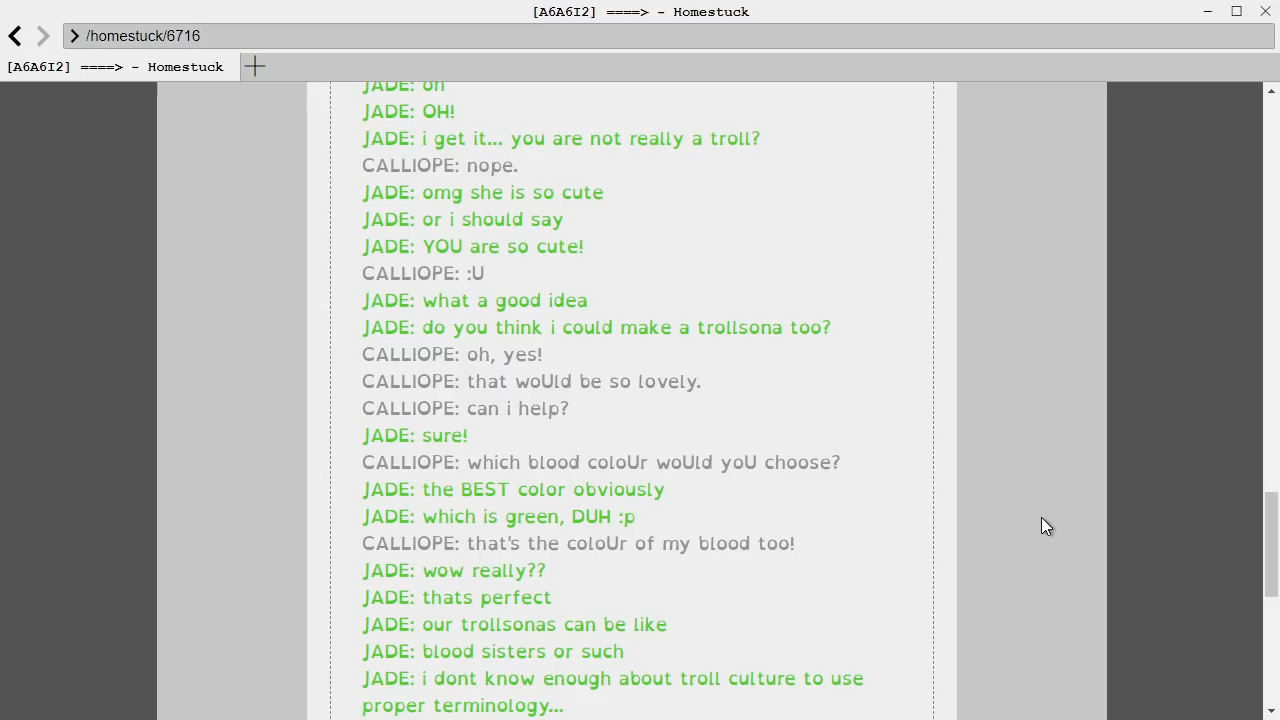 [A6A6I2] ====> - Homestuck
/homestuck/6716
[A6A6I2] ====> - Homestuck
JADE: oh
JADE: OH!
JADE: i get it... you are not really a troll?
CALLIOPE: nope.
JADE: omg she is so cute
JADE: or i should say
JADE: YOU are so cute!
CALLIOPE: :U
JADE: what a good idea
JADE: do you think i could make a trollsona too?
CALLIOPE: oh, yes!
CALLIOPE: that woUld be so lovely.
CALLIOPE: can i help?
JADE: sure!
CALLIOPE: which blood coloUr woUld yoU choose?
JADE: the BEST color obviously
JADE: which is green, DUH :p
CALLIOPE: that's the coloUr of my blood too!
JADE: wow really??
JADE: thats perfect
JADE: our trollsonas can be like
JADE: blood sisters or such
JADE: i dont know enough about troll culture to use
proper terminology...